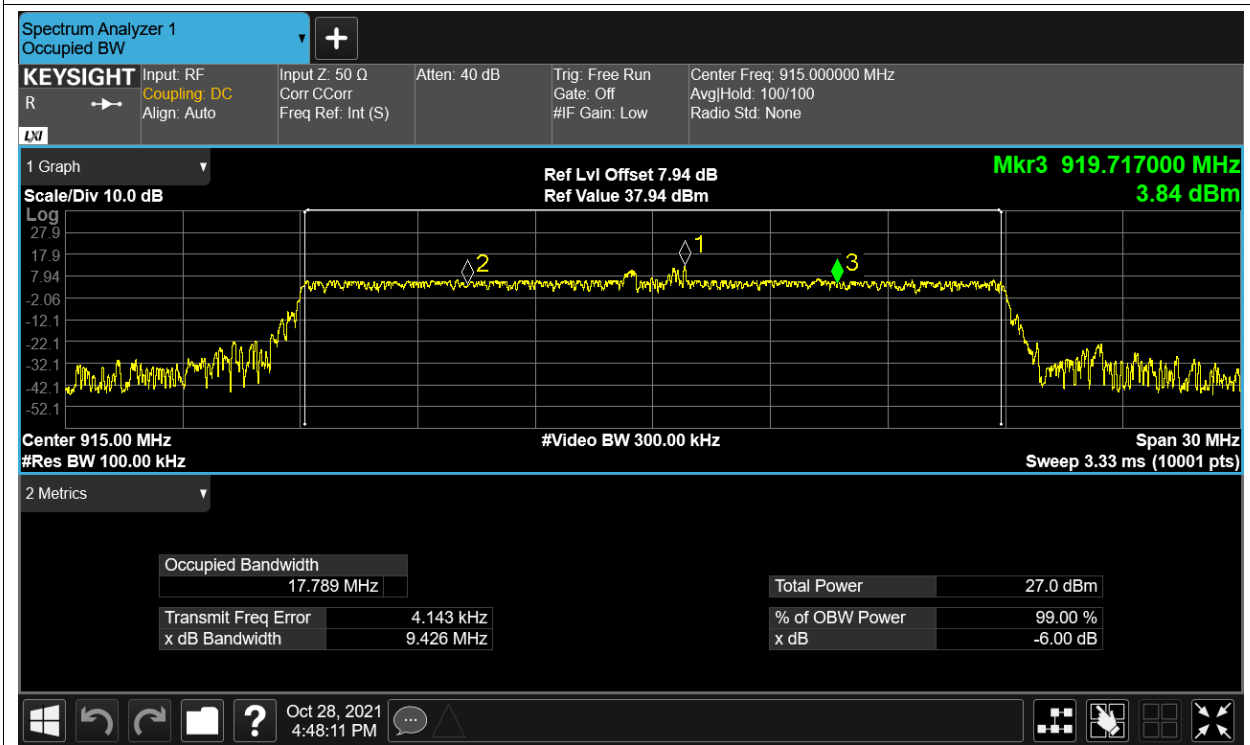 Spectrum Analyzer 1
Occupied BW
KEYSIGHT
R
LXI
Input: RF
Coupling: DC
Align: Auto
Input Z: 50 Ω
Corr CCorr
Freq Ref: Int (S)
Atten: 40 dB
Trig: Free Run
Gate: Off
#IF Gain: Low
Center Freq: 915.000000 MHz
Avg|Hold: 100/100
Radio Std: None
1 Graph
Scale/Div 10.0 dB
Ref Lvl Offset 7.94 dB
Ref Value 37.94 dBm
Mkr3 919.717000 MHz
3.84 dBm
Log
27.9
17.9
7.94
-2.06
-12.1
-22.1
-32.1
-42.1
-52.1
2
1
3
Center 915.00 MHz
#Res BW 100.00 kHz
#Video BW 300.00 kHz
Span 30 MHz
Sweep 3.33 ms (10001 pts)
2 Metrics
Occupied Bandwidth
17.789 MHz
Transmit Freq Error 4.143 kHz
x dB Bandwidth 9.426 MHz
Total Power 27.0 dBm
% of OBW Power 99.00 %
x dB -6.00 dB
?
Oct 28, 2021
4:48:11 PM